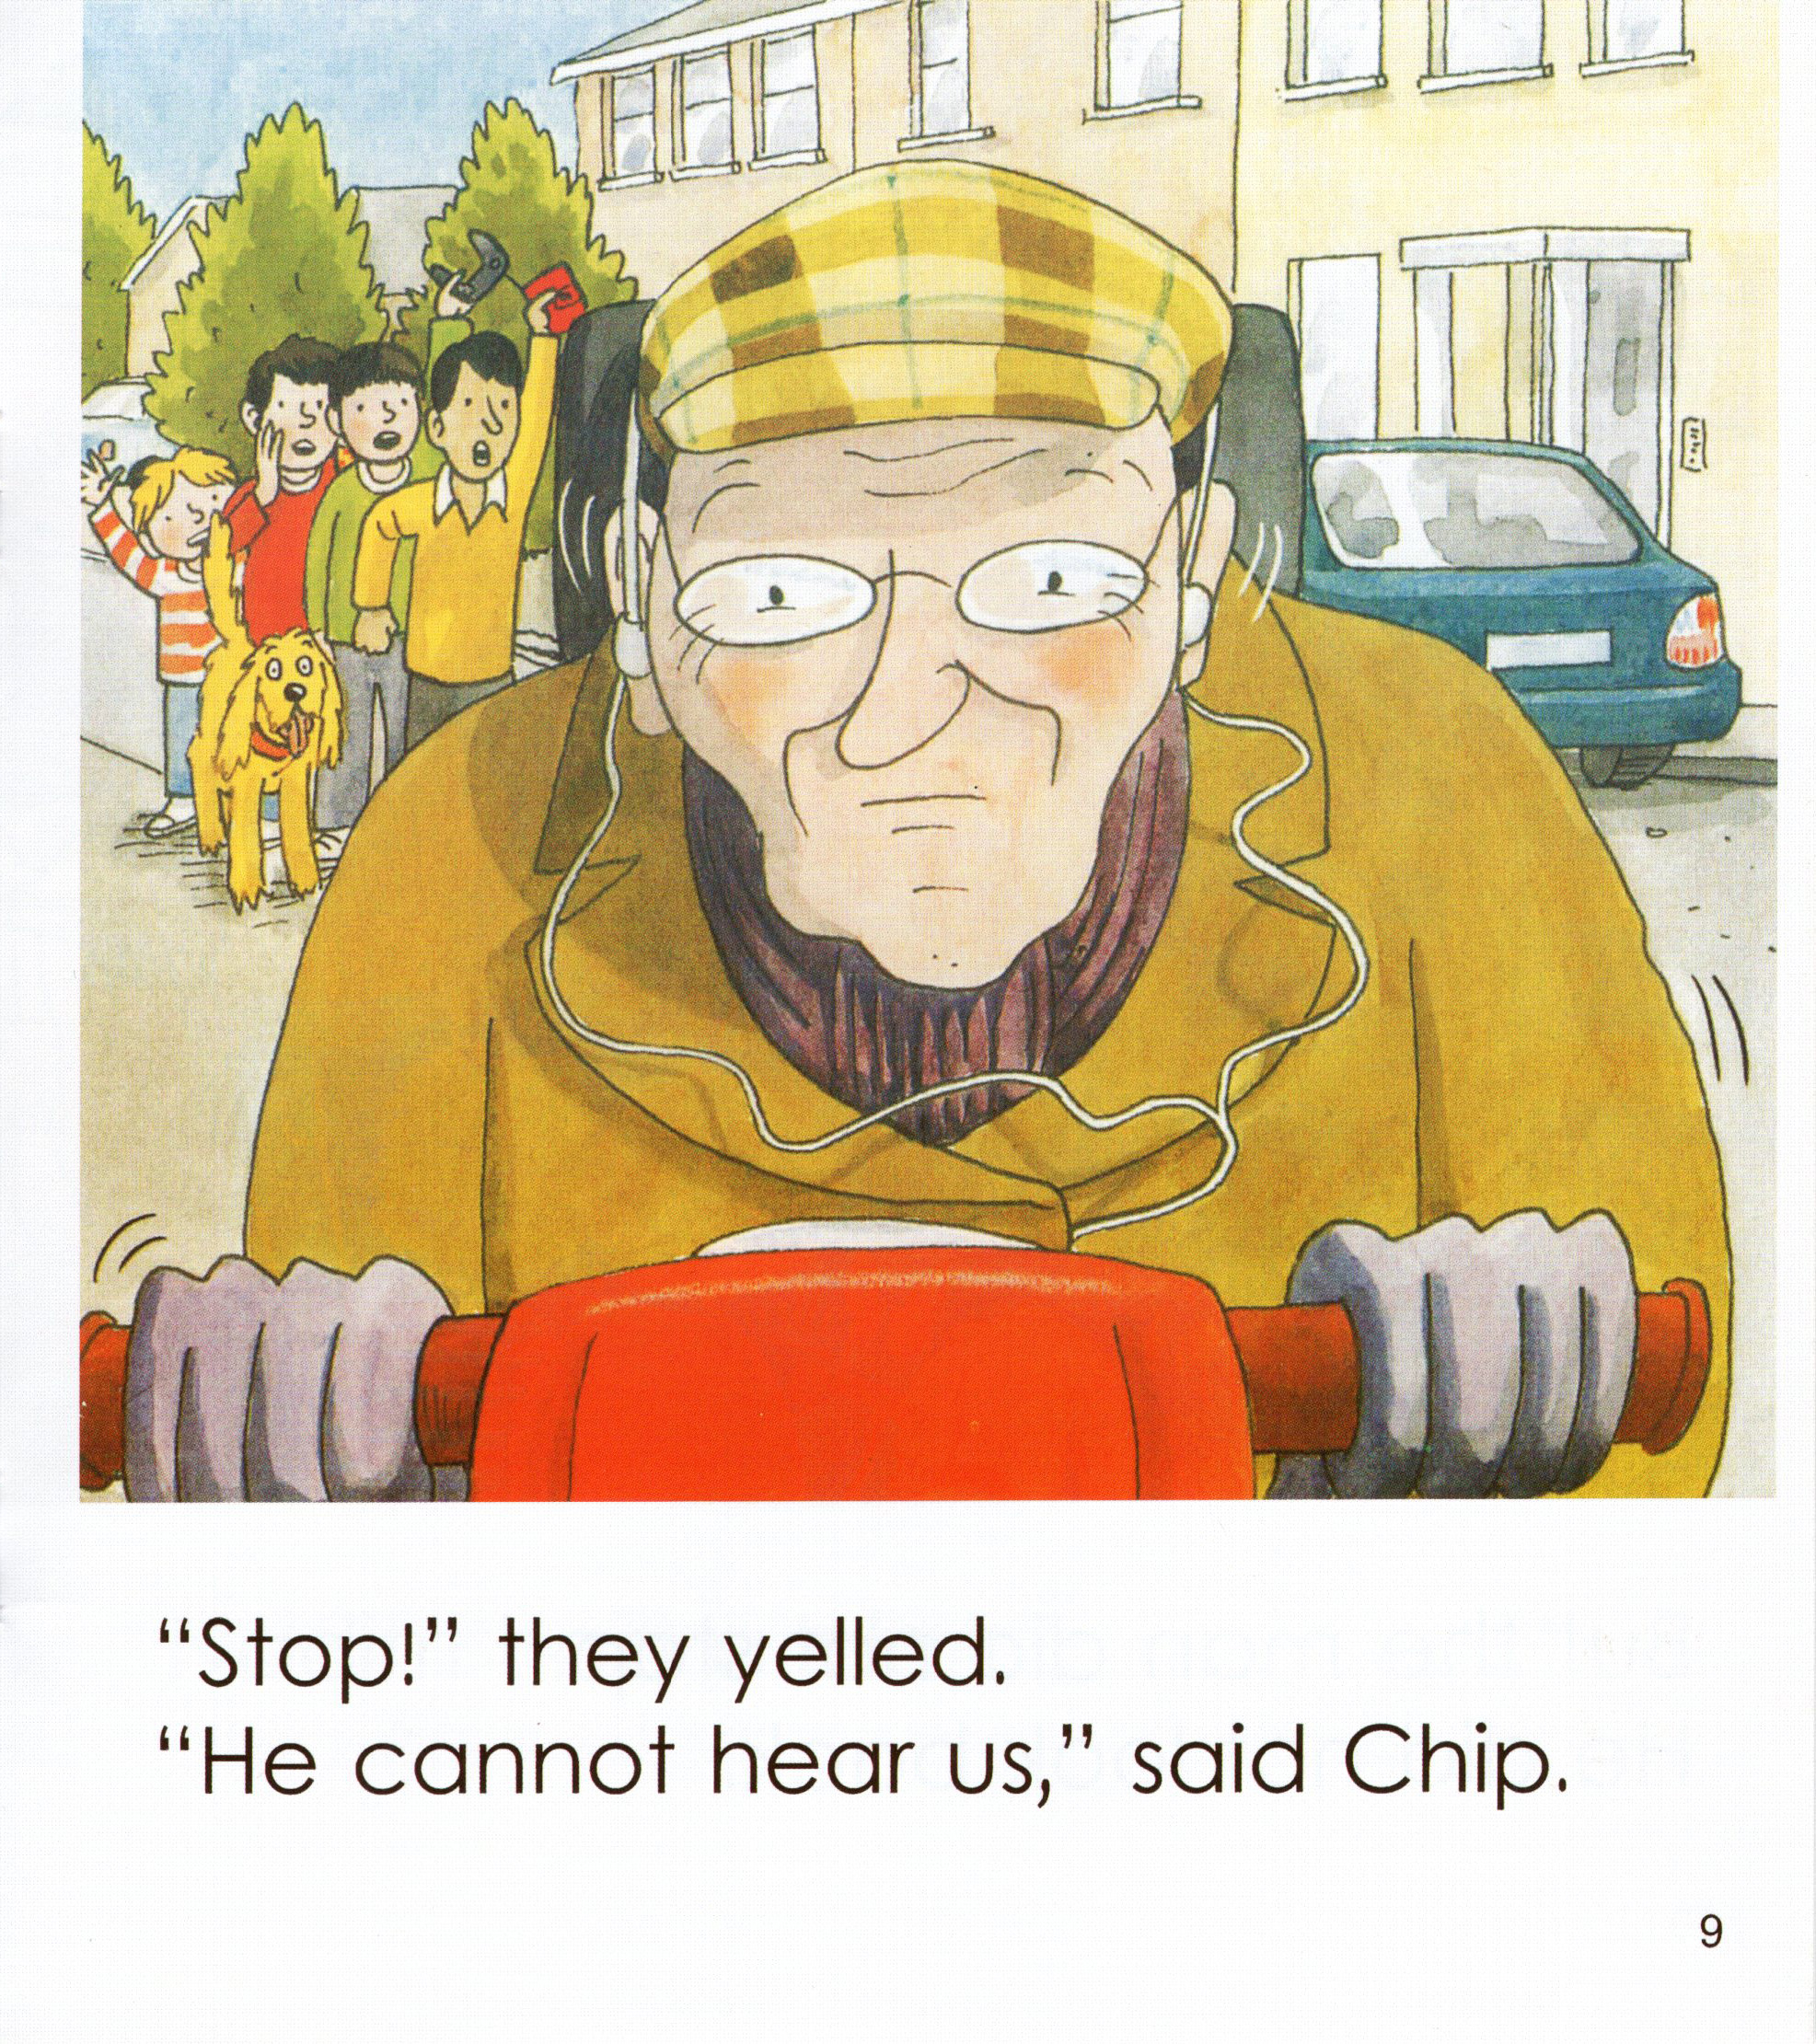 “Stop!” they yelled.
“He cannot hear us,” said Chip.
9